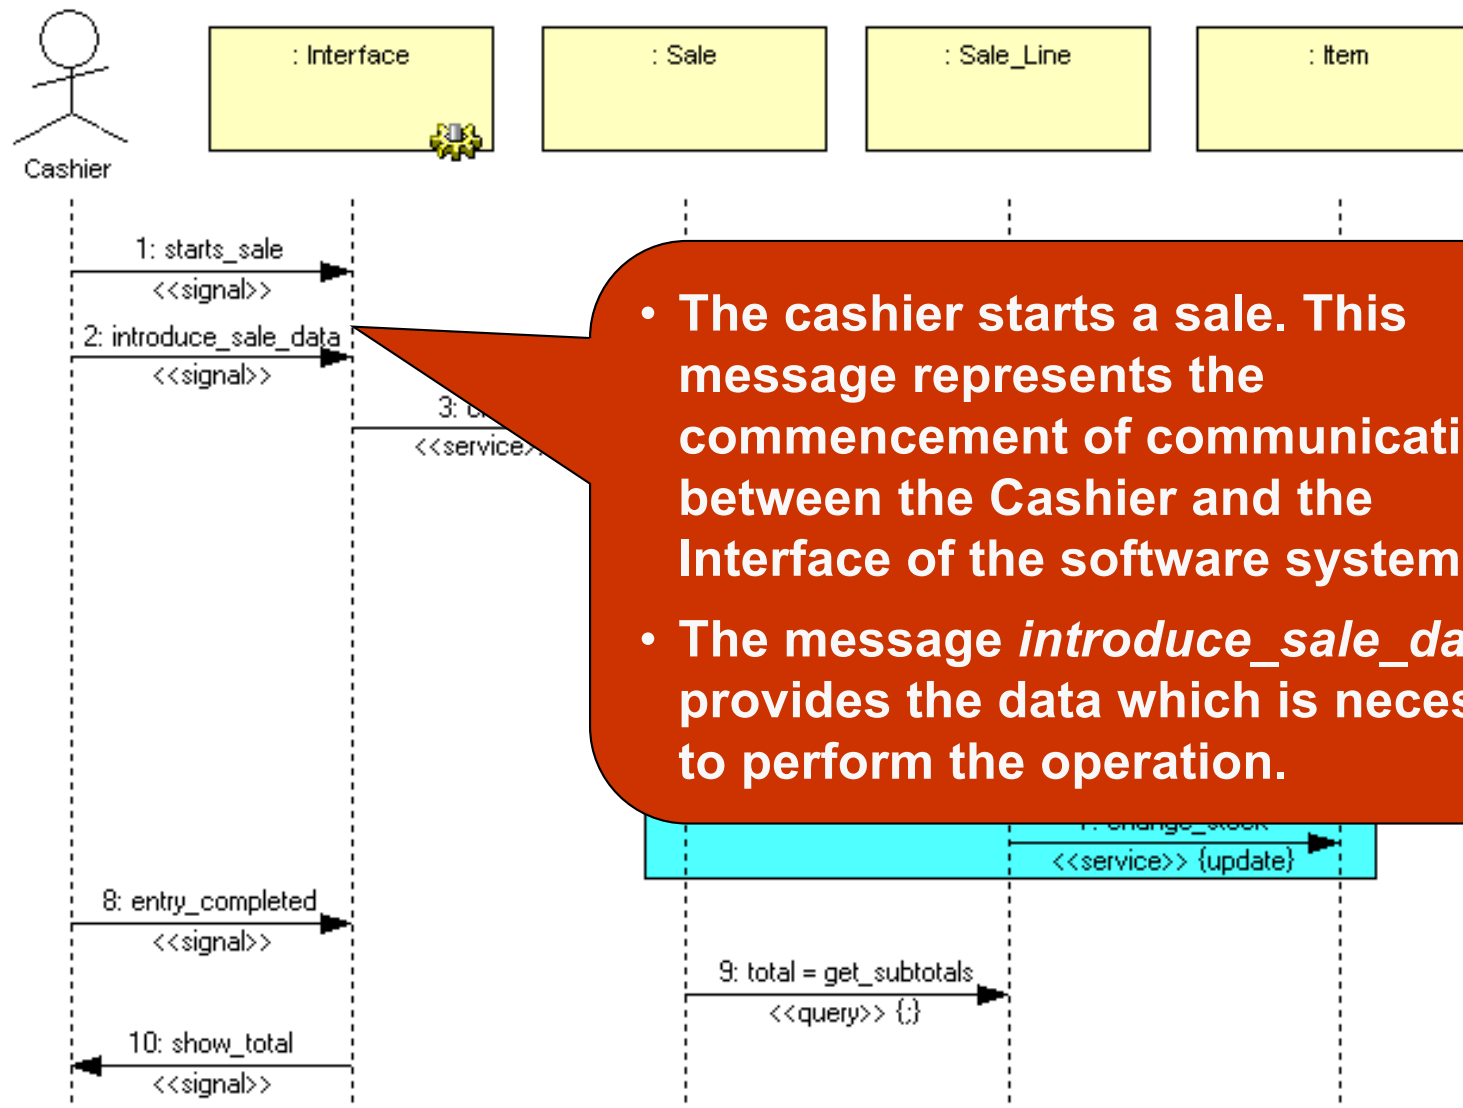 : Interface
: Sale
: Sale_Line
: Item
Cashier
1: starts_sale
<<signal>>
2: introduce_sale_data
<<signal>>
3:
<<service>
• The cashier starts a sale. This
message represents the
commencement of communicati
between the Cashier and the
Interface of the software system
• The message introduce_sale_da
provides the data which is neces
to perform the operation.
change_stock
<<service>> {update}
8: entry_completed
<<signal>>
9: total = get_subtotals
<<query>> {;}
10: show_total
<<signal>>